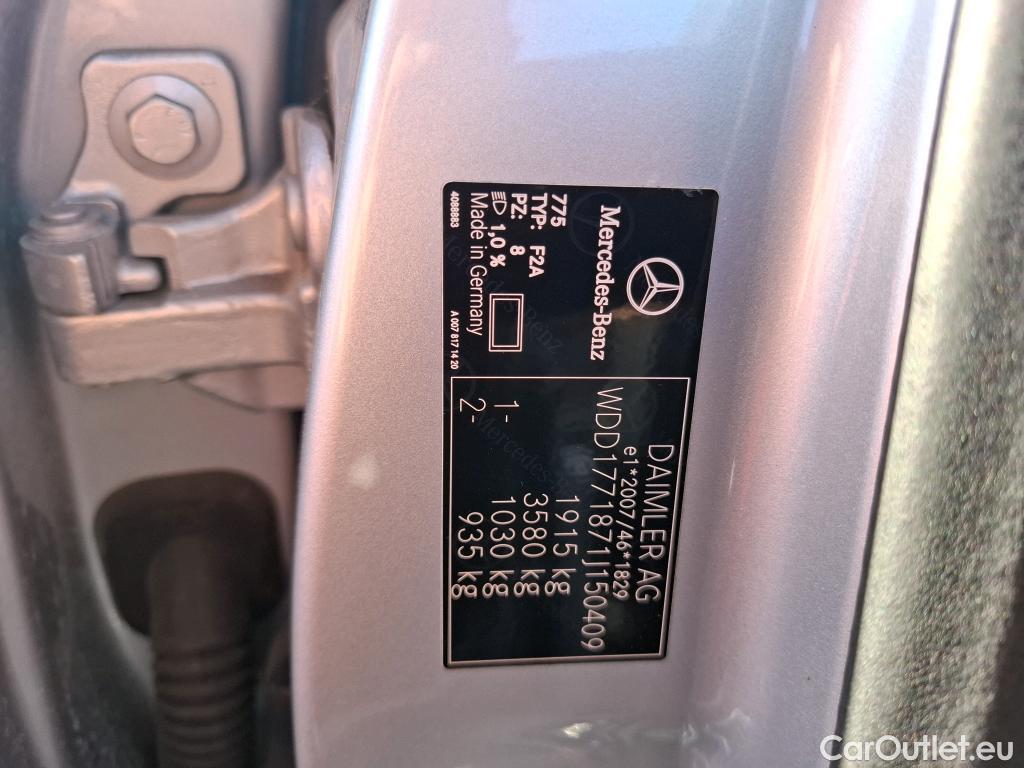 Mercedes-Benz
775
TYP: F2A
PZ: 8
1,0 %
Made in Germany
4088883
A 007 817 14 20
DAIMLER AG
e1*2007/46*1829
WDD1771871J150409
1915 kg
3580 kg
1- 1030 kg
2- 935 kg
CarOutlet.eu